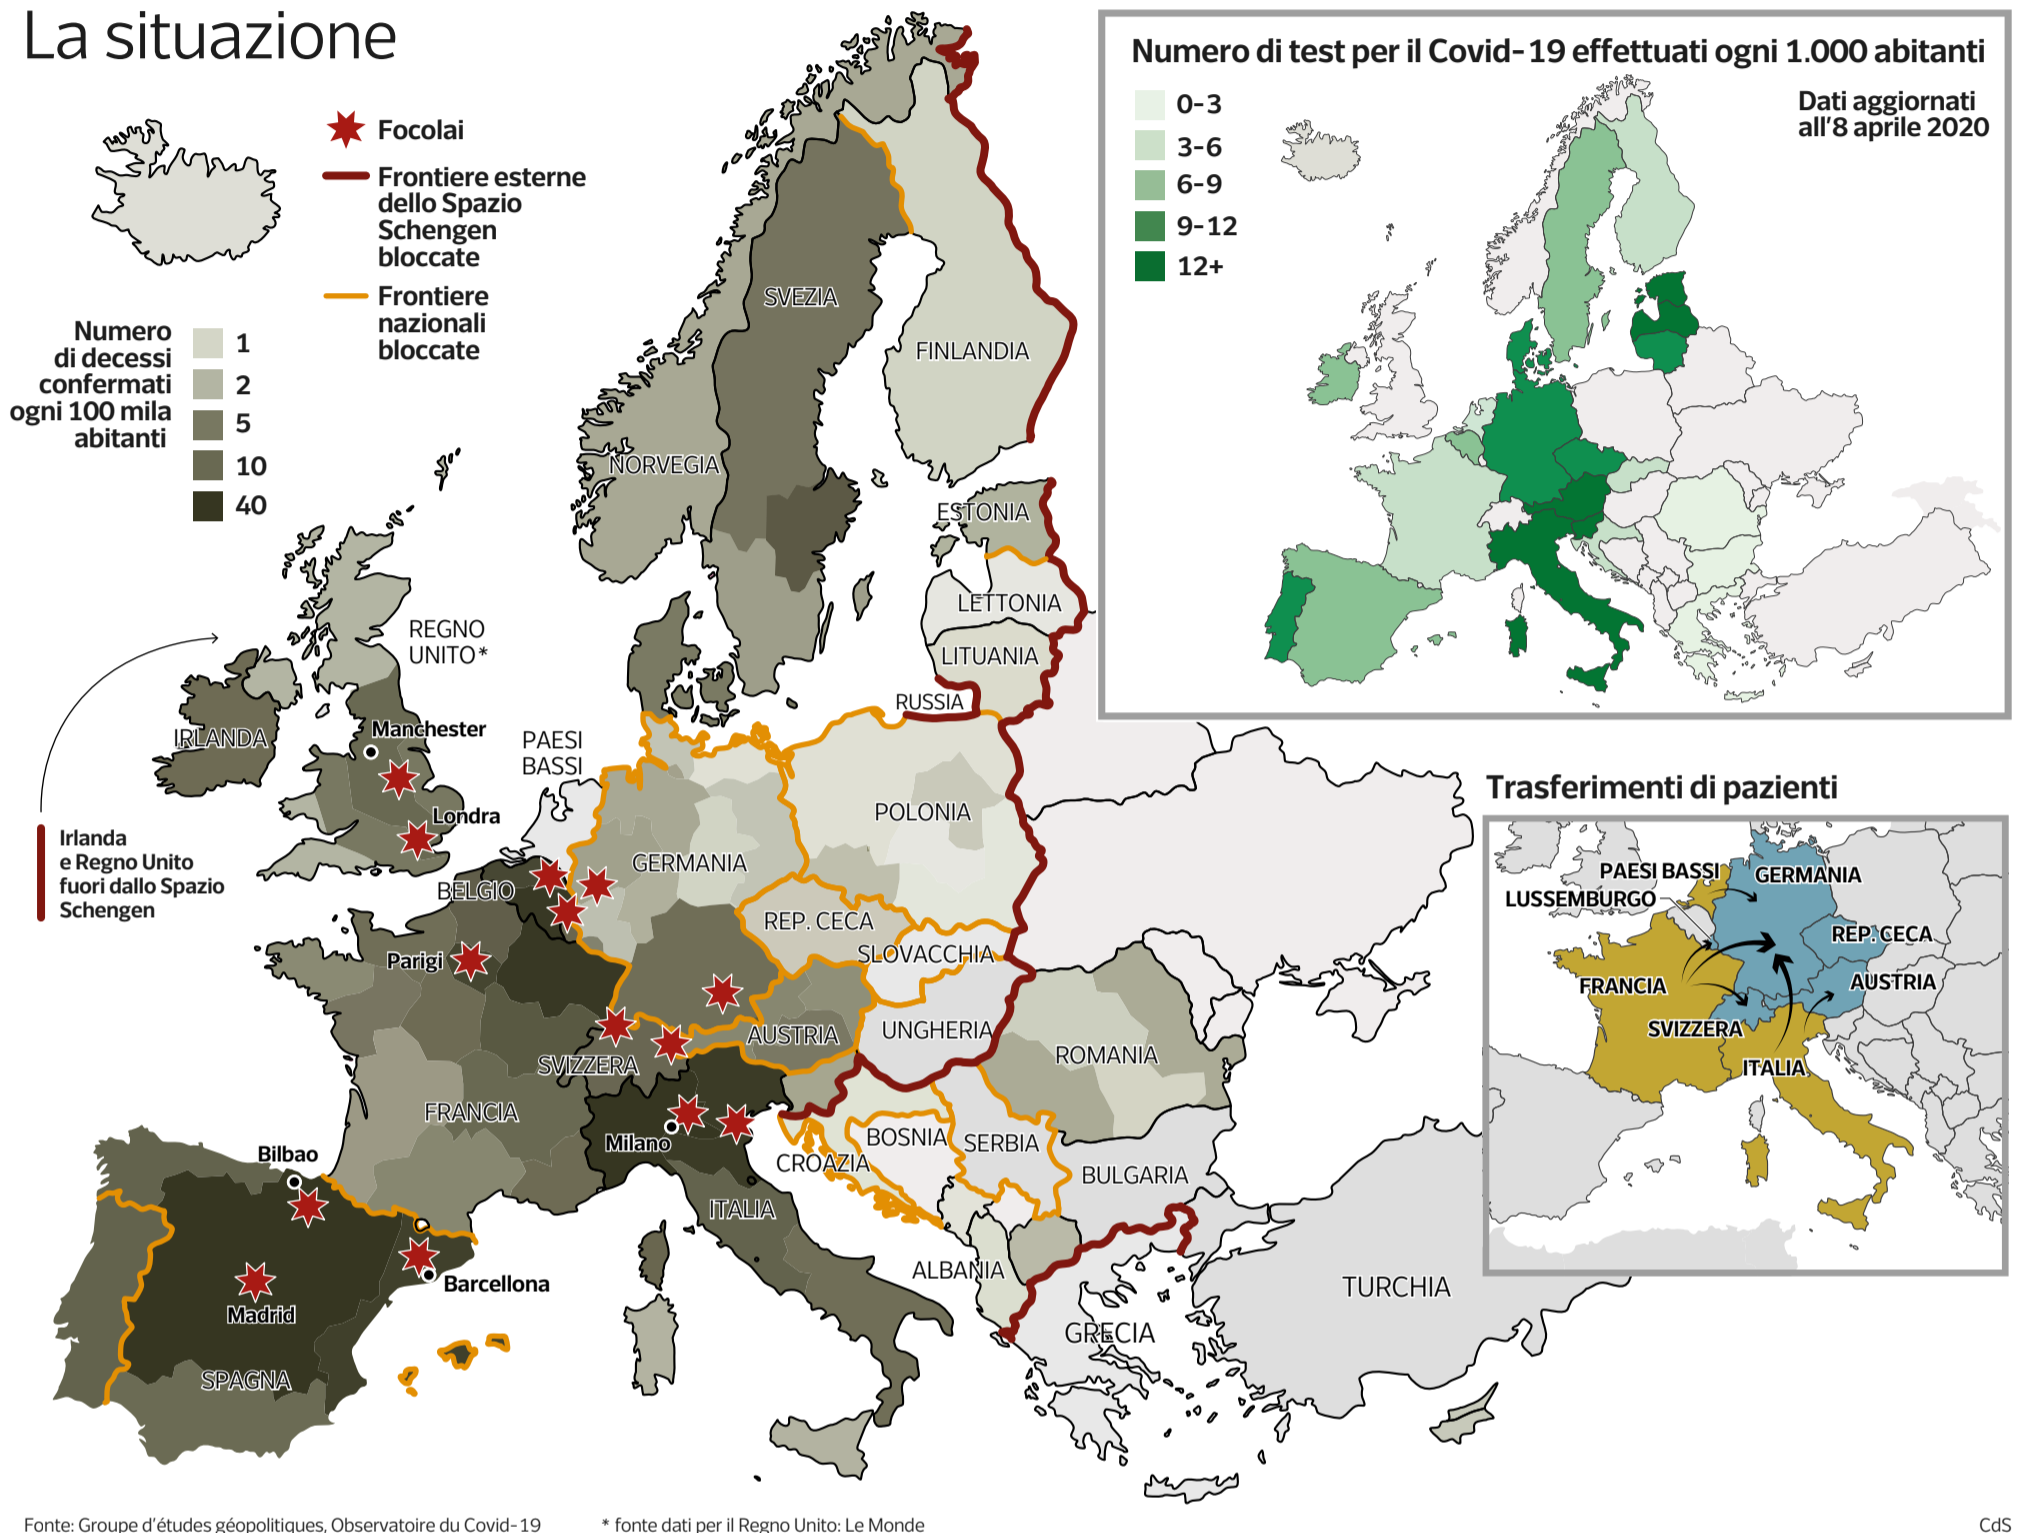 La situazione
Focolai
Frontiere esterne
dello Spazio
Schengen
bloccate
Frontiere
nazionali
bloccate
Numero
di decessi
confermati
ogni 100 mila
abitanti
1
2
5
10
40
Numero di test per il Covid-19 effettuati ogni 1.000 abitanti
0-3
3-6
6-9
9-12
12+
Dati aggiornati
all'8 aprile 2020
SVEZIA
FINLANDIA
NORVEGIA
ESTONIA
LETTONIA
LITUANIA
RUSSIA
REGNO
UNITO*
IRLANDA
Manchester
Londra
PAESI
BASSI
Irlanda
e Regno Unito
fuori dallo Spazio
Schengen
BELGIO
GERMANIA
POLONIA
REP. CECA
SLOVACCHIA
Parigi
AUSTRIA
UNGHERIA
ROMANIA
SVIZZERA
FRANCIA
Milano
BOSNIA
SERBIA
CROAZIA
BULGARIA
Bilbao
ITALIA
ALBANIA
Barcellona
Madrid
SPAGNA
GRECIA
TURCHIA
Trasferimenti di pazienti
PAESI BASSI
GERMANIA
LUSSEMBURGO
REP. CECA
FRANCIA
AUSTRIA
SVIZZERA
ITALIA
Fonte: Groupe d'études géopolitiques, Observatoire du Covid-19
* fonte dati per il Regno Unito: Le Monde
CdS